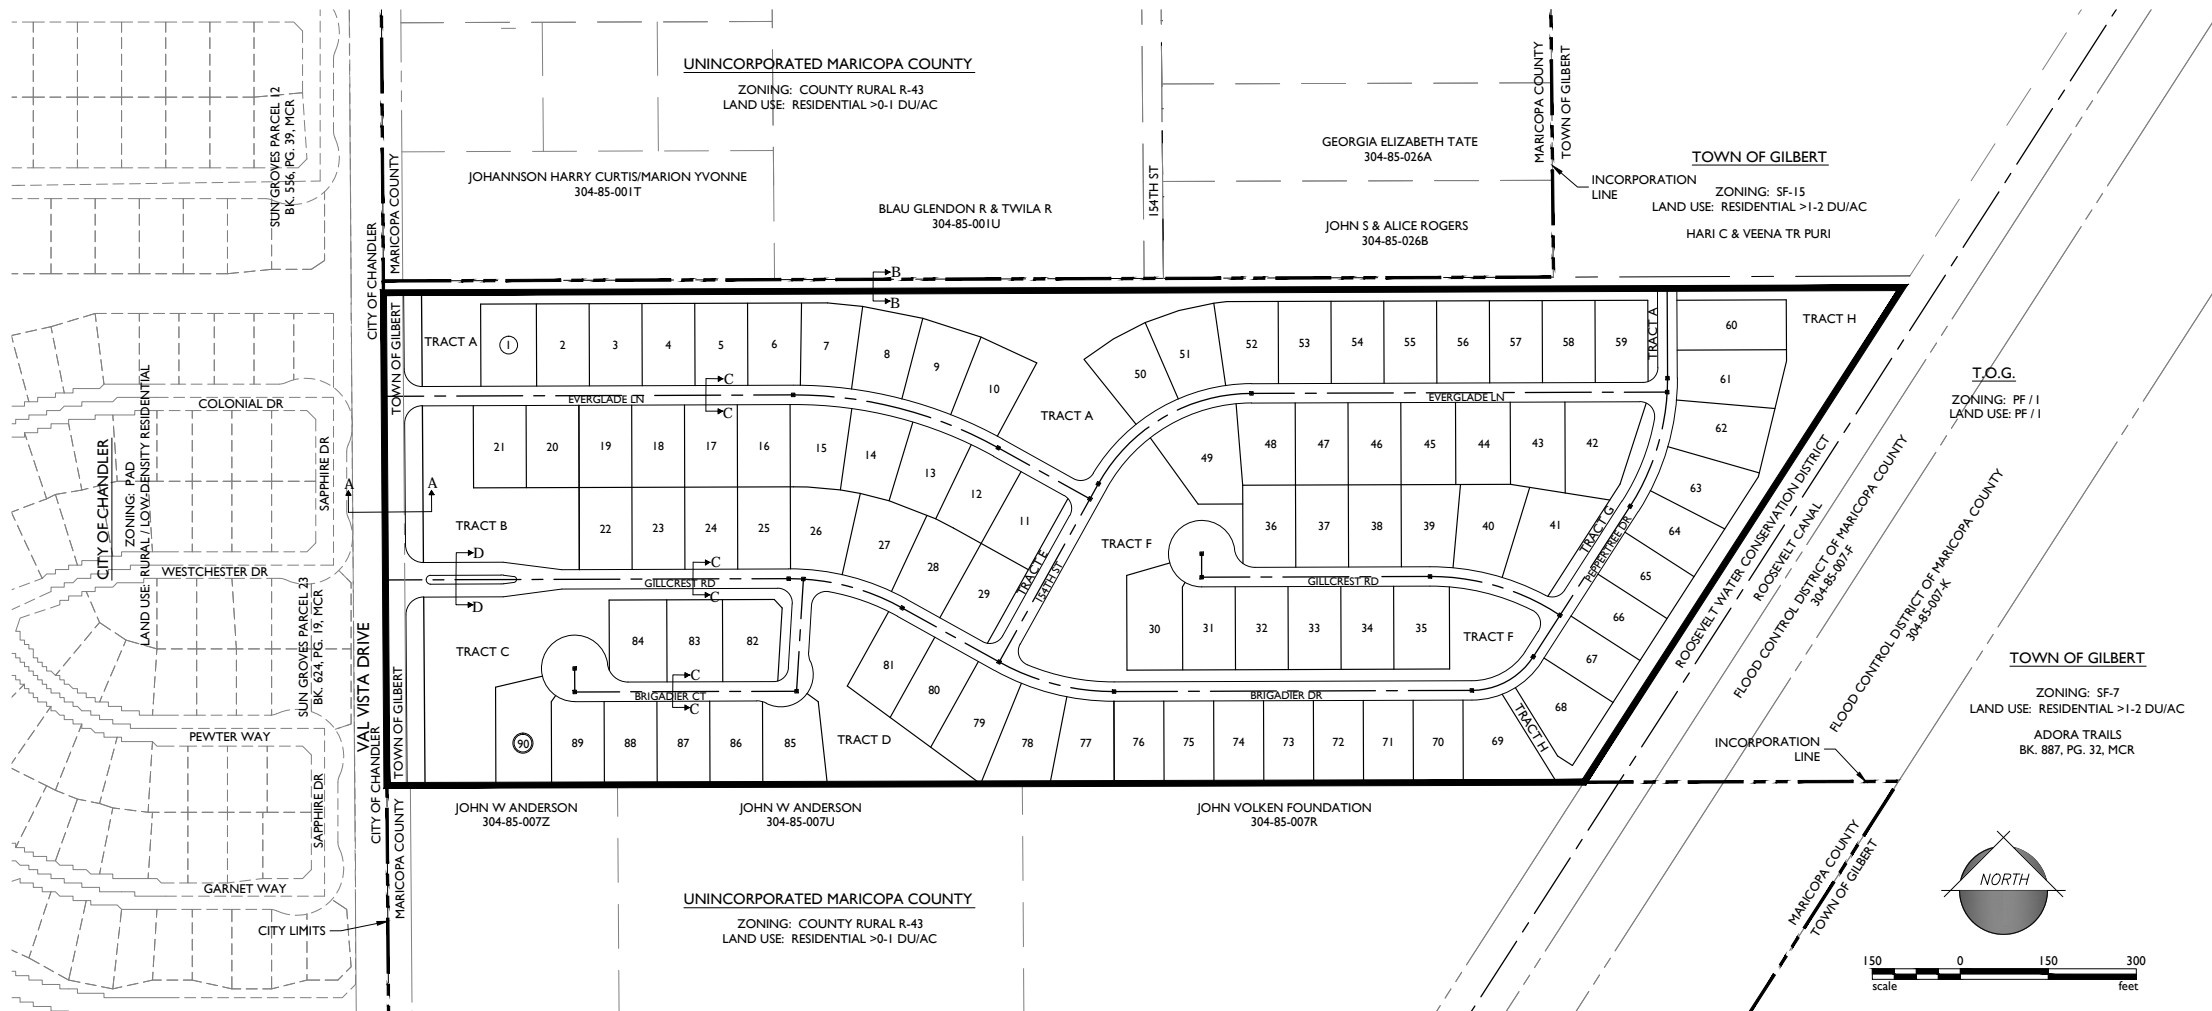 UNINCORPORATED MARICOPA COUNTY
ZONING: COUNTY RURAL R-43
LAND USE: RESIDENTIAL >0-1 DU/AC
SUN GROVES PARCEL 12
BK. 556, PG. 39, MCR
CITY OF CHANDLER
MARICOPA COUNTY
JOHANNSON HARRY CURTIS/MARION YVONNE
304-85-001T
BLAU GLENDON R & TWILA R
304-85-001U
154TH ST
GEORGIA ELIZABETH TATE
304-85-026A
JOHN S & ALICE ROGERS
304-85-026B
MARICOPA COUNTY
TOWN OF GILBERT
INCORPORATION
LINE
TOWN OF GILBERT
ZONING: SF-15
LAND USE: RESIDENTIAL >1-2 DU/AC
HARI C & VEENA TR PURI
B
B
TOWN OF GILBERT
TRACT A
1
2
3
4
5
6
7
8
9
10
TRACT A
50
51
52
53
54
55
56
57
58
59
TRACT A
60
TRACT H
61
62
63
64
65
66
67
68
C
C
EVERGLADE LN
EVERGLADE LN
21
20
19
18
17
16
15
14
13
12
11
49
48
47
46
45
44
43
42
TRACT B
22
23
24
25
26
27
28
29
TRACT E
154TH ST
TRACT F
36
37
38
39
40
41
TRACT G
PEPPERTREE DR
A
A
D
D
C
C
GILLCREST RD
GILLCREST RD
TRACT C
84
83
82
81
80
79
78
77
30
31
32
33
34
35
TRACT F
C
C
BRIGADIER CT
BRIGADIER DR
90
89
88
87
86
85
TRACT D
76
75
74
73
72
71
70
69
TRACT H
TOWN OF GILBERT
COLONIAL DR
SAPPHIRE DR
CITY OF CHANDLER
ZONING: PAD
LAND USE: RURAL / LOW-DENSITY RESIDENTIAL
WESTCHESTER DR
SUN GROVES PARCEL 23
BK. 624, PG. 19, MCR
VAL VISTA DRIVE
PEWTER WAY
SAPPHIRE DR
GARNET WAY
CITY LIMITS
CITY OF CHANDLER
MARICOPA COUNTY
T.O.G.
ZONING: PF / I
LAND USE: PF / I
ROOSEVELT WATER CONSERVATION DISTRICT
ROOSEVELT CANAL
FLOOD CONTROL DISTRICT OF MARICOPA COUNTY
304-85-007-F
FLOOD CONTROL DISTRICT OF MARICOPA COUNTY
304-85-007-K
TOWN OF GILBERT
ZONING: SF-7
LAND USE: RESIDENTIAL >1-2 DU/AC
ADORA TRAILS
BK. 887, PG. 32, MCR
INCORPORATION
LINE
JOHN W ANDERSON
304-85-007Z
JOHN W ANDERSON
304-85-007U
JOHN VOLKEN FOUNDATION
304-85-007R
UNINCORPORATED MARICOPA COUNTY
ZONING: COUNTY RURAL R-43
LAND USE: RESIDENTIAL >0-1 DU/AC
MARICOPA COUNTY
TOWN OF GILBERT
NORTH
150 0 150 300
scale feet